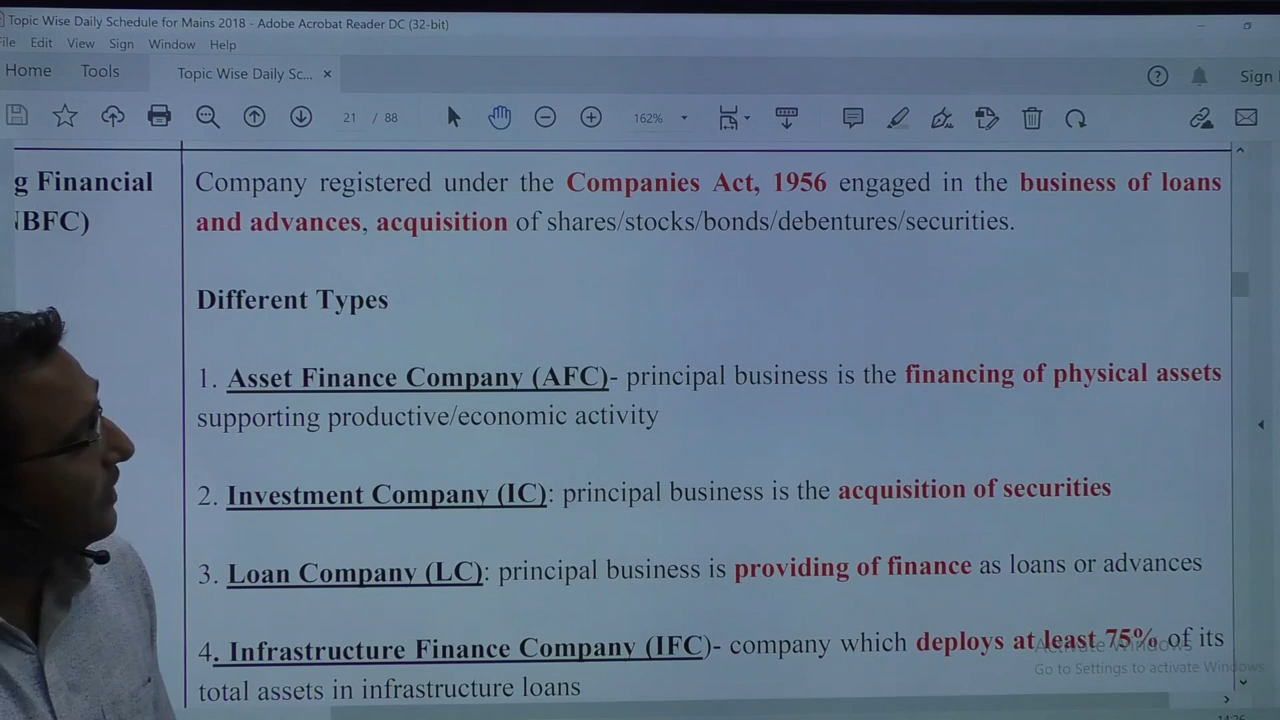 Topic Wise Daily Schedule for Mains 2018 - Adobe Acrobat Reader DC (32-bit)
File Edit View Sign Window Help
Home Tools Topic Wise Daily Sc... × Sign
21 / 88 162%
g Financial
NBFC)
Company registered under the Companies Act, 1956 engaged in the business of loans
and advances, acquisition of shares/stocks/bonds/debentures/securities.
Different Types
1. Asset Finance Company (AFC)- principal business is the financing of physical assets
supporting productive/economic activity
2. Investment Company (IC): principal business is the acquisition of securities
3. Loan Company (LC): principal business is providing of finance as loans or advances
4. Infrastructure Finance Company (IFC)- company which deploys at least 75% of its
total assets in infrastructure loans
Activate Windows
Go to Settings to activate Windows